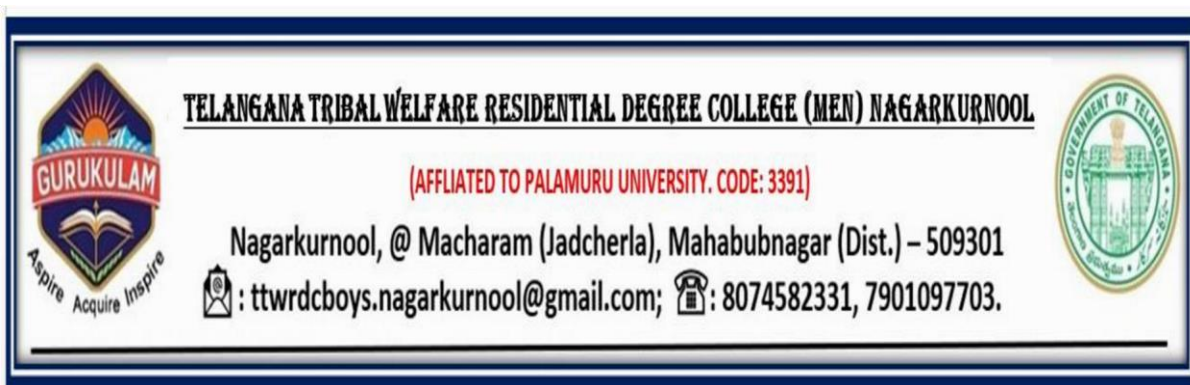 TELANGANA TRIBAL WELFARE RESIDENTIAL DEGREE COLLEGE (MEN) NAGARKURNOOL
(AFFLIATED TO PALAMURU UNIVERSITY. CODE: 3391)
Nagarkurnool, @ Macharam (Jadcherla), Mahabubnagar (Dist.) – 509301
: ttwrdcboys.nagarkurnool@gmail.com; : 8074582331, 7901097703.
GURUKULAM
Aspire Acquire Inspire
GOVERNMENT OF TELANGANA